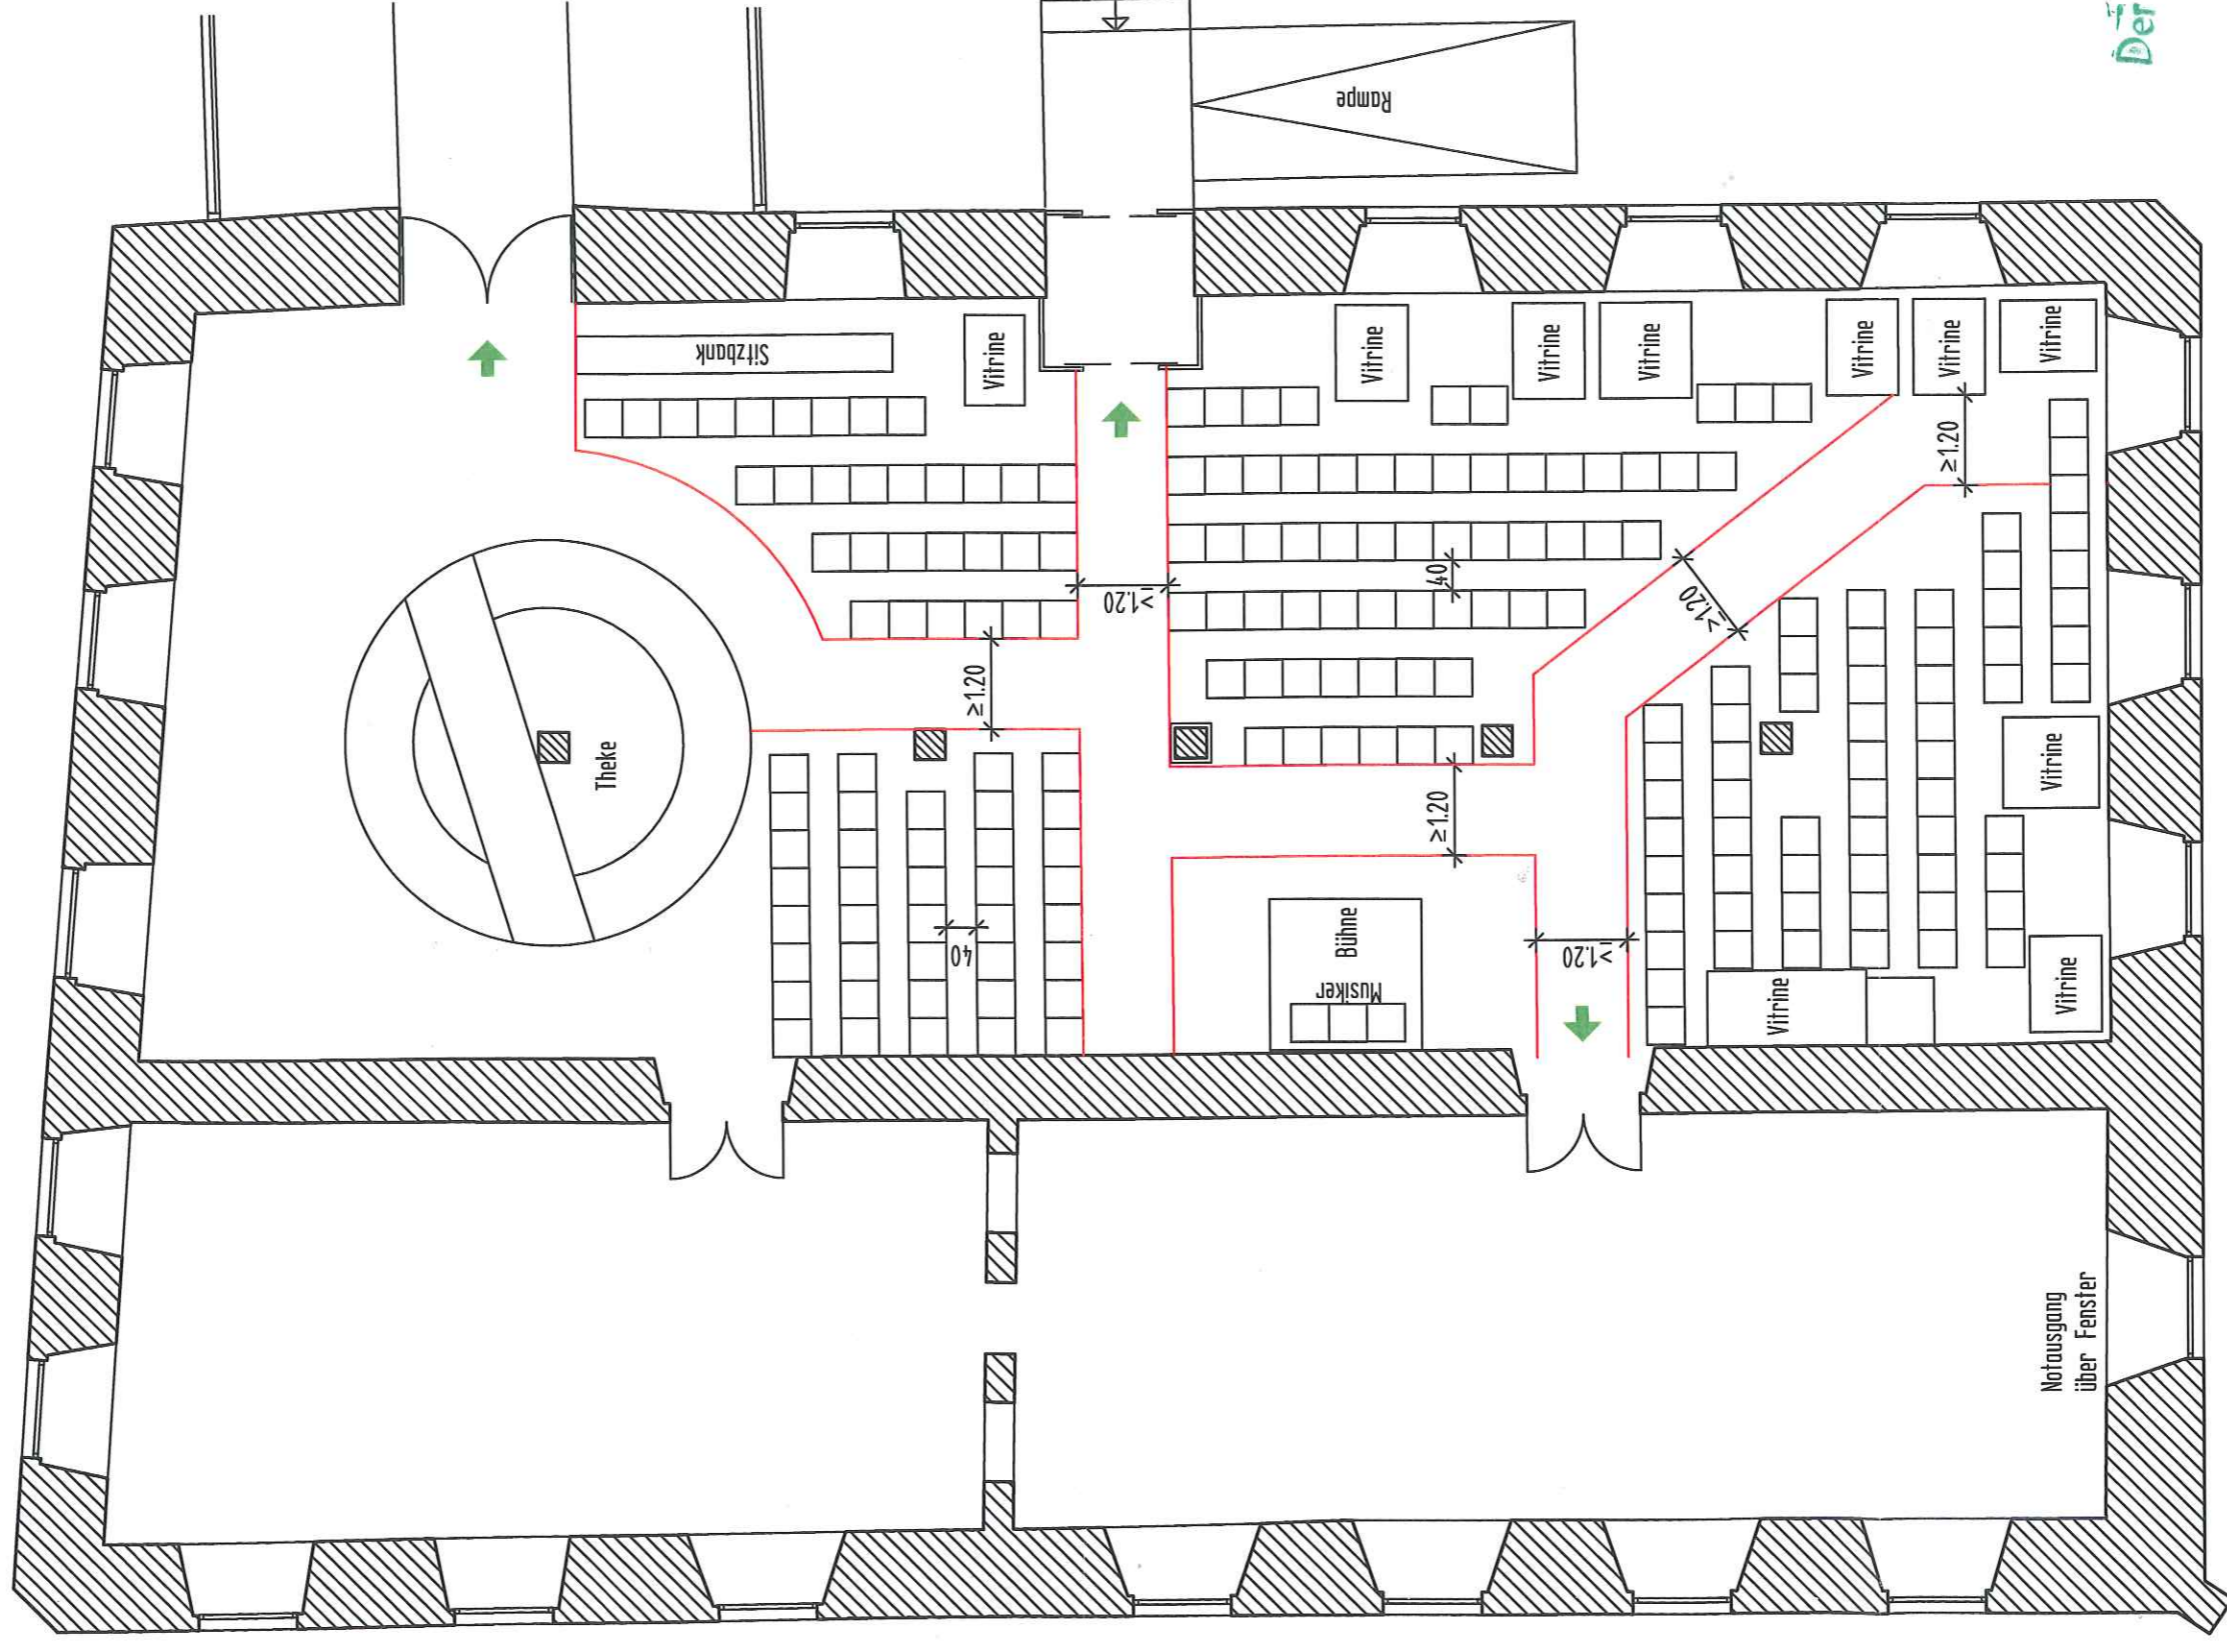 Der
Rampe
Sitzbank
Vitrine
Vitrine
Vitrine
Vitrine
Vitrine
Vitrine
Vitrine
≥1.20
≥1.20
40
≥1.20
≥1.20
Theke
≥1.20
40
≥1.20
Bühne
Musiker
Vitrine
Vitrine
Vitrine
Notausgang
über Fenster